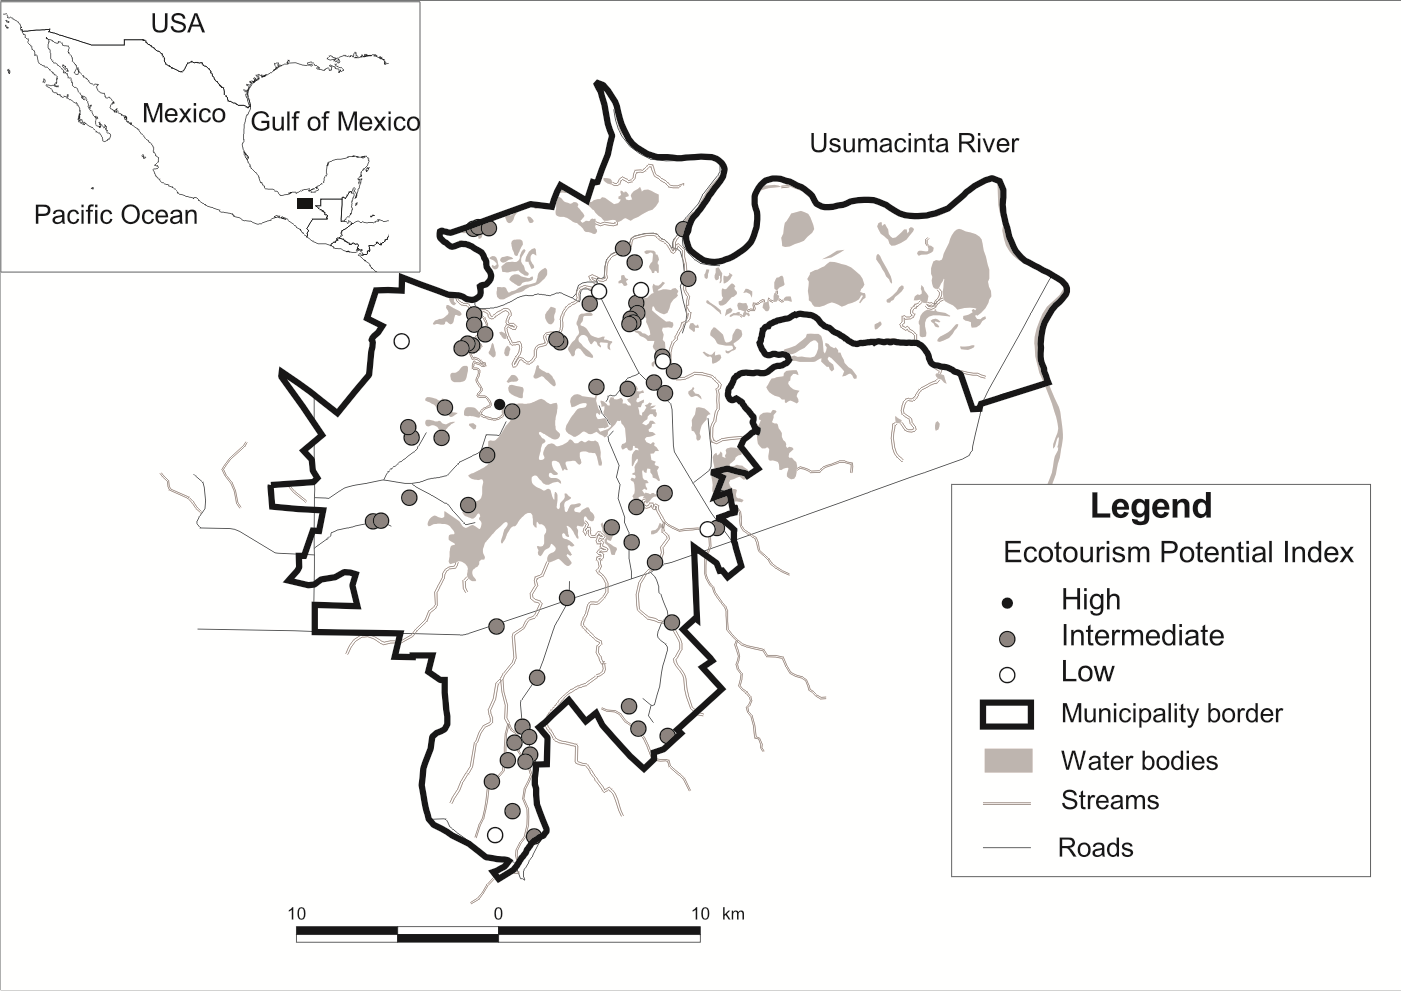 USA
Mexico
Gulf of Mexico
Pacific Ocean
Usumacinta River
Legend
Ecotourism Potential Index
High
Intermediate
Low
Municipality border
Water bodies
Streams
Roads
10 0 10 km